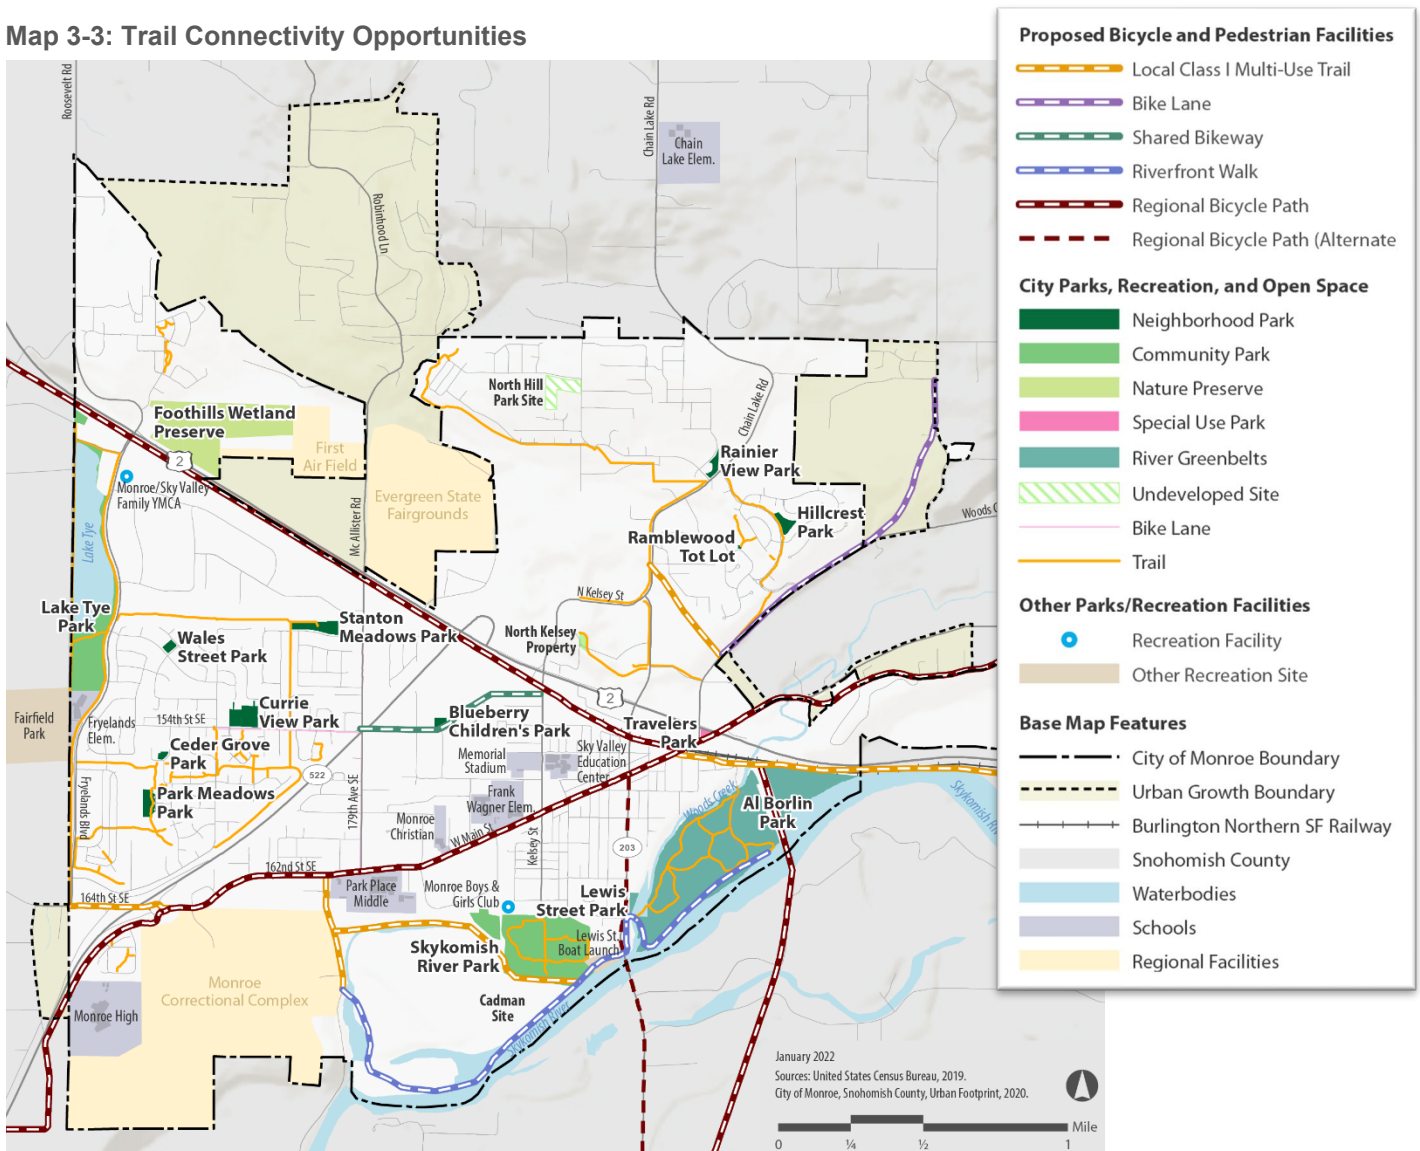 Map 3-3: Trail Connectivity Opportunities
Roosevelt Rd
Chain Lake Rd
Chain
Lake Elem.
Robinhood Ln
North Hill
Park Site
Chain Lake Rd
Foothills Wetland
Preserve
First
Air Field
2
Rainier
View Park
Monroe/Sky Valley
Family YMCA
Evergreen State
Fairgrounds
Mc Allister Rd
Hillcrest
Park
Woods C
Ramblewood
Tot Lot
Lake Tye
N Kelsey St
Lake Tye
Park
Stanton
Meadows Park
Wales
Street Park
North Kelsey
Property
2
Currie
View Park
Fairfield
Park
Fryelands
Elem.
154th St SE
Blueberry
Children's Park
Travelers
Park
Ceder Grove
Park
Memorial
Stadium
Sky Valley
Education
Center
522
Fryelands Blvd
Park Meadows
Park
179th Ave SE
Frank
Wagner Elem.
Monroe
Christian
W Main St
Kelsey St
203
Woods Creek
Al Borlin
Park
Skykomish Riv
162nd St SE
164th St SE
Park Place
Middle
Monroe Boys &
Girls Club
Lewis
Street Park
Lewis St.
Boat Launch
Skykomish
River Park
Monroe
Correctional Complex
Cadman
Site
Monroe High
Skykomish River
January 2022
Sources: United States Census Bureau, 2019.
City of Monroe, Snohomish County, Urban Footprint, 2020.
Mile
0 ¼ ½ 1
Proposed Bicycle and Pedestrian Facilities
Local Class I Multi-Use Trail
Bike Lane
Shared Bikeway
Riverfront Walk
Regional Bicycle Path
Regional Bicycle Path (Alternate
City Parks, Recreation, and Open Space
Neighborhood Park
Community Park
Nature Preserve
Special Use Park
River Greenbelts
Undeveloped Site
Bike Lane
Trail
Other Parks/Recreation Facilities
Recreation Facility
Other Recreation Site
Base Map Features
City of Monroe Boundary
Urban Growth Boundary
Burlington Northern SF Railway
Snohomish County
Waterbodies
Schools
Regional Facilities